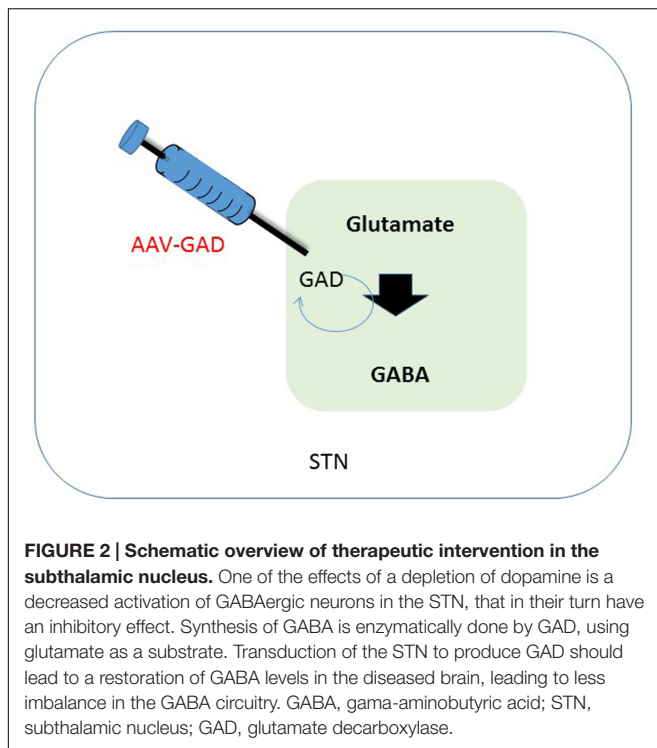 Glutamate
AAV-GAD
GAD
GABA
STN
FIGURE 2 | Schematic overview of therapeutic intervention in the
subthalamic nucleus. One of the effects of a depletion of dopamine is a
decreased activation of GABAergic neurons in the STN, that in their turn have
an inhibitory effect. Synthesis of GABA is enzymatically done by GAD, using
glutamate as a substrate. Transduction of the STN to produce GAD should
lead to a restoration of GABA levels in the diseased brain, leading to less
imbalance in the GABA circuitry. GABA, gama-aminobutyric acid; STN,
subthalamic nucleus; GAD, glutamate decarboxylase.